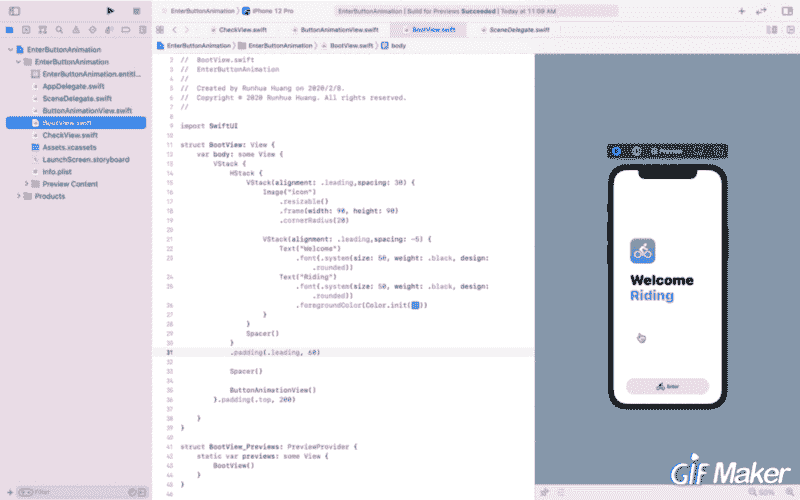 EnterButtonAnimation
iPhone 12 Pro
EnterButtonAnimation | Build for Previews Succeeded | Today at 11:09 AM
CheckView.swift
ButtonAnimationView.swift
BootView.swift
SceneDelegate.swift
EnterButtonAnimation
EnterButtonAnimation
BootView.swift
body
EnterButtonAnimation
EnterButtonAnimation
EnterButtonAnimation.entitl...
AppDelegate.swift
SceneDelegate.swift
ButtonAnimationView.swift
BootView.swift
CheckView.swift
Assets.xcassets
LaunchScreen.storyboard
Info.plist
Preview Content
Products
Filter
2 // BootView.swift
3 // EnterButtonAnimation
4 //
5 // Created by Runhua Huang on 2020/2/8.
6 // Copyright © 2020 Runhua Huang. All rights reserved.
7 //
8
9 import SwiftUI
10
11 struct BootView: View {
12 var body: some View {
13 VStack {
14 HStack {
15 VStack(alignment: .leading,spacing: 30) {
16 Image("icon")
17 .resizable()
18 .frame(width: 90, height: 90)
19 .cornerRadius(20)
20
21 VStack(alignment: .leading,spacing: -5) {
22 Text("Welcome")
23 .font(.system(size: 50, weight: .black, design:
.rounded))
24 Text("Riding")
25 .font(.system(size: 50, weight: .black, design:
.rounded))
26 .foregroundColor(Color.init( ))
27 }
28 }
29 Spacer()
30 }
31 .padding(.leading, 60)
32
33 Spacer()
34
35 ButtonAnimationView()
36 }.padding(.top, 200)
37
38 }
39 }
40
41 struct BootView_Previews: PreviewProvider {
42 static var previews: some View {
43 BootView()
44 }
45 }
46
Preview
Welcome
Riding
Enter
GIF Maker
50%